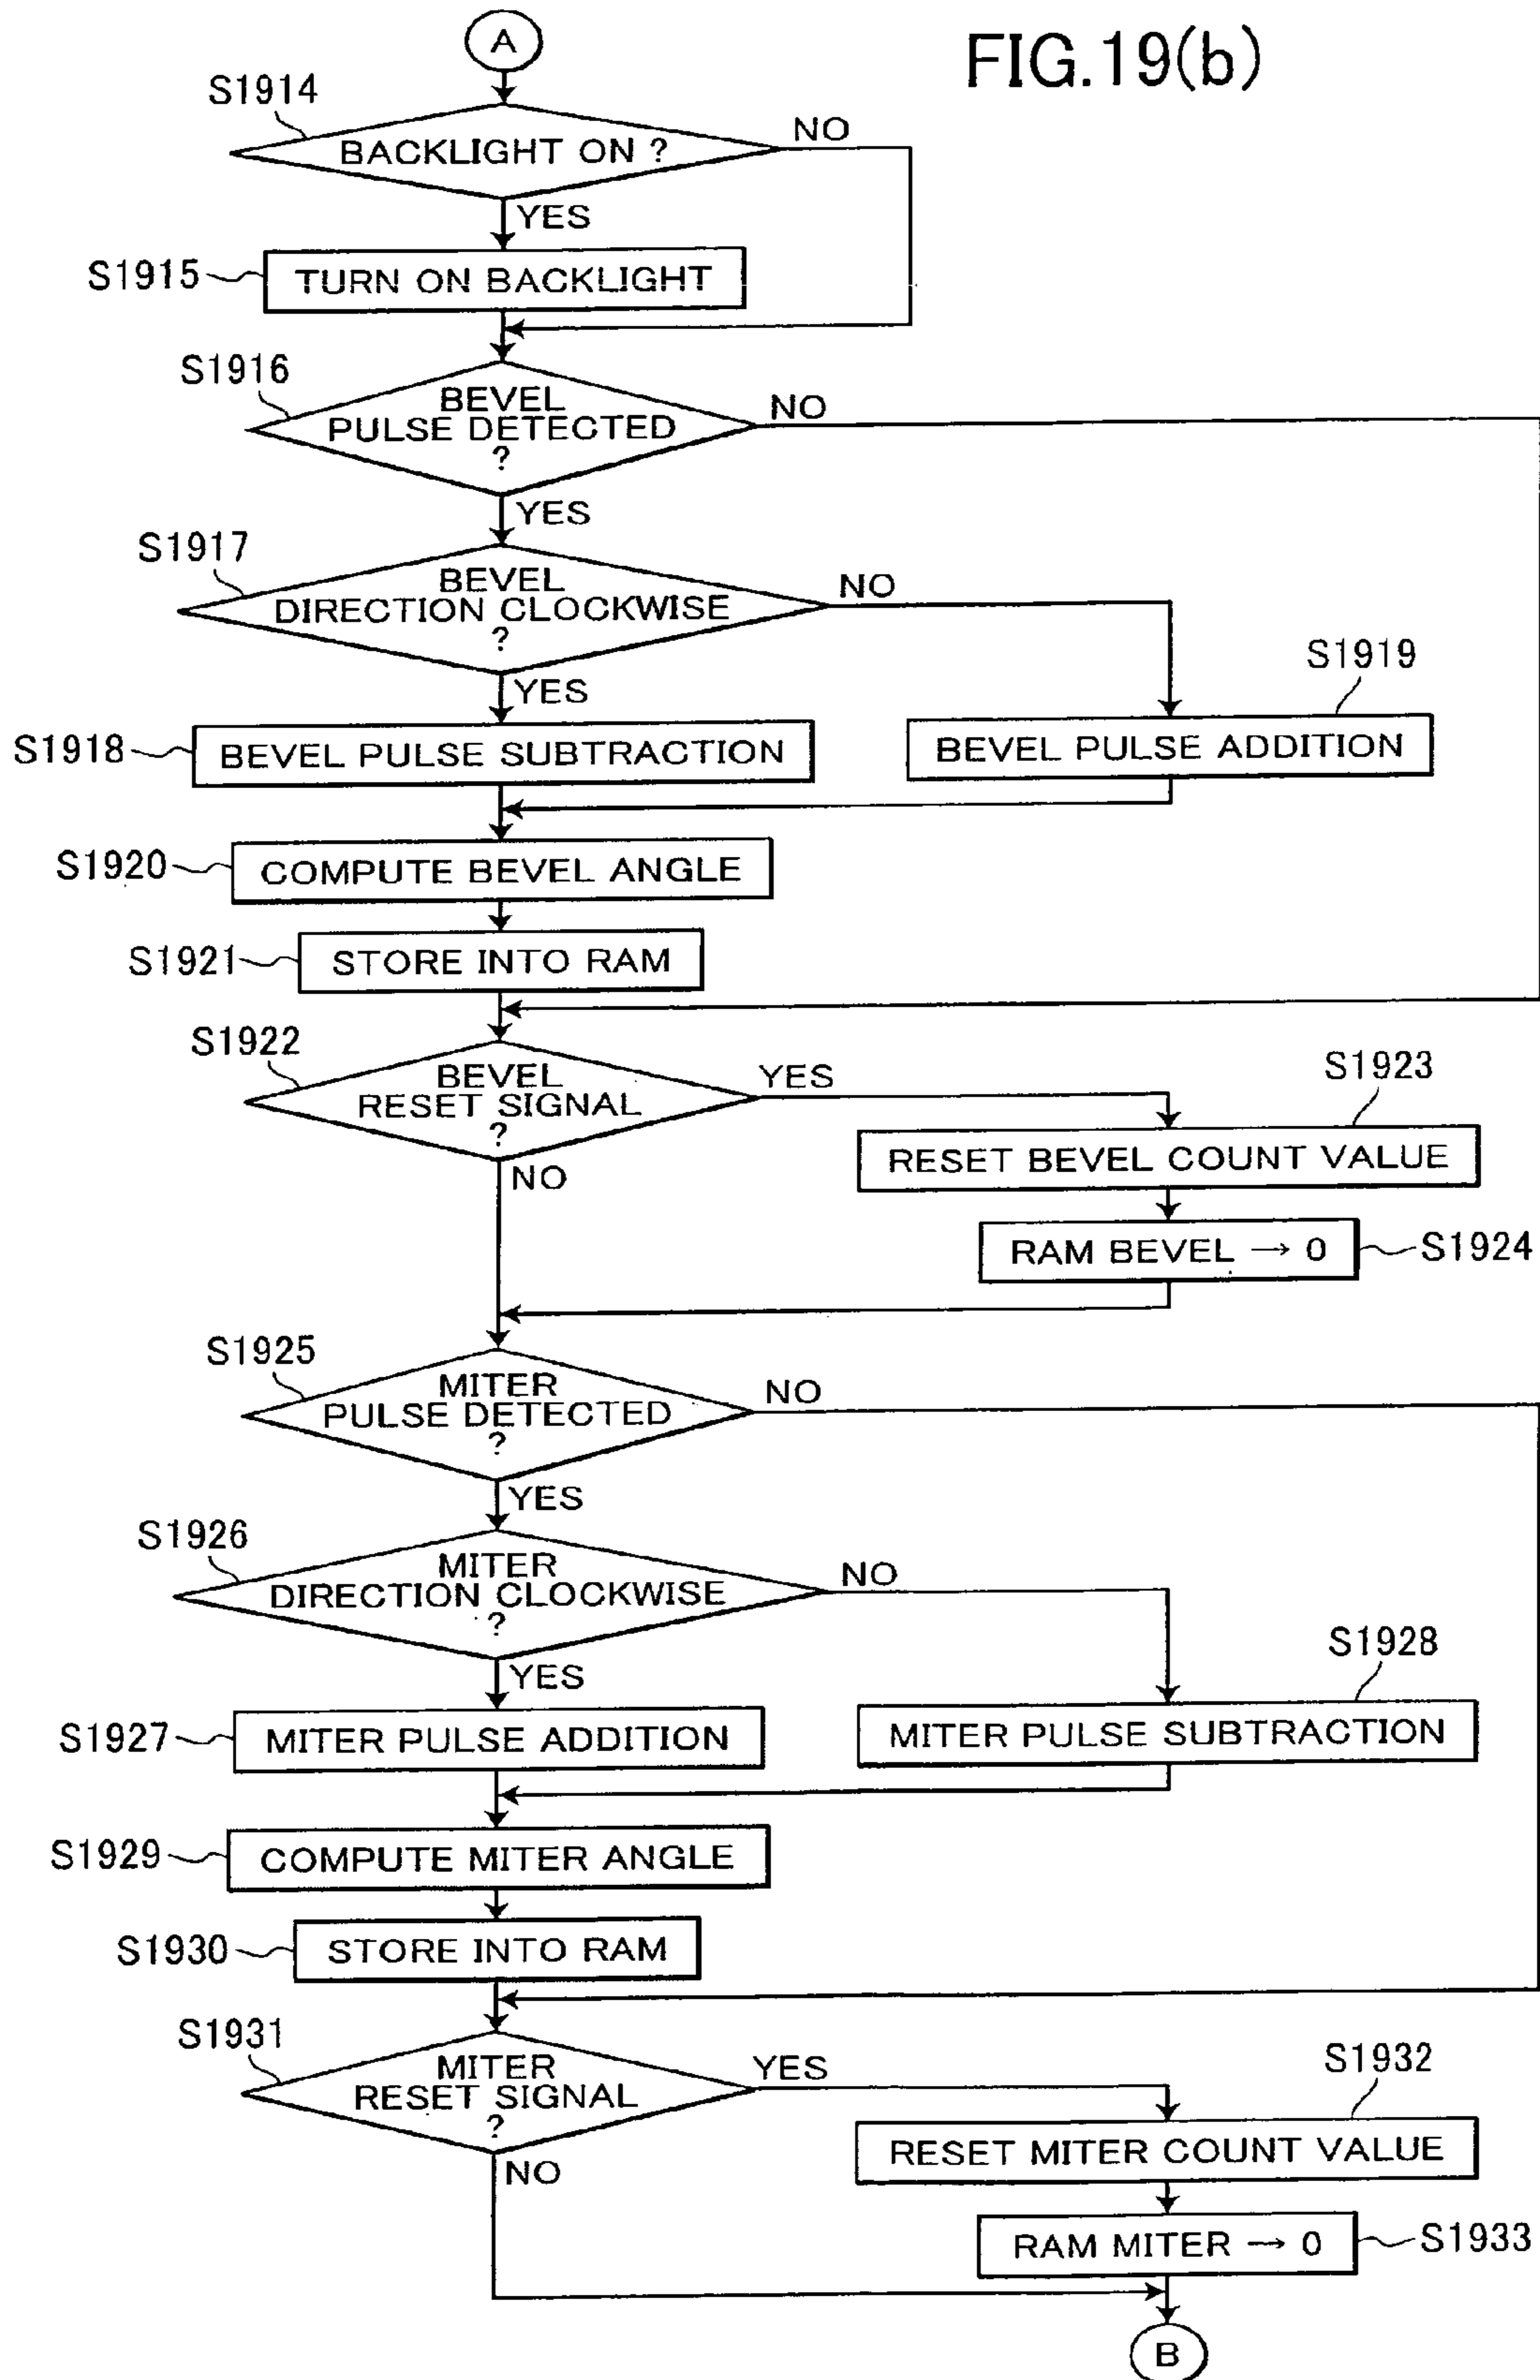 A
FIG.19(b)
S1914
BACKLIGHT ON ?
NO
YES
S1915
TURN ON BACKLIGHT
S1916
BEVEL
PULSE DETECTED
?
NO
YES
S1917
BEVEL
DIRECTION CLOCKWISE
?
NO
YES
S1919
S1918
BEVEL PULSE SUBTRACTION
BEVEL PULSE ADDITION
S1920
COMPUTE BEVEL ANGLE
S1921
STORE INTO RAM
S1922
BEVEL
RESET SIGNAL
?
YES
NO
S1923
RESET BEVEL COUNT VALUE
RAM BEVEL → 0
S1924
S1925
MITER
PULSE DETECTED
?
NO
YES
S1926
MITER
DIRECTION CLOCKWISE
?
NO
YES
S1928
S1927
MITER PULSE ADDITION
MITER PULSE SUBTRACTION
S1929
COMPUTE MITER ANGLE
S1930
STORE INTO RAM
S1931
MITER
RESET SIGNAL
?
YES
NO
S1932
RESET MITER COUNT VALUE
RAM MITER → 0
S1933
B